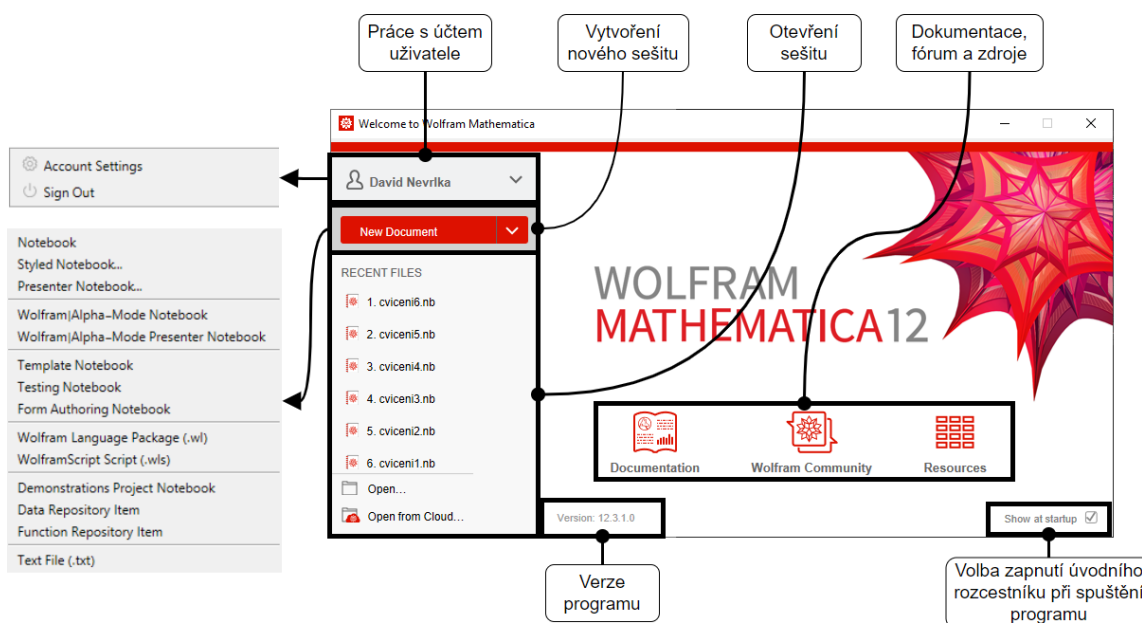 Práce s účtem
uživatele
Vytvoření
nového sešitu
Otevření
sešitu
Dokumentace,
fórum a zdroje
Welcome to Wolfram Mathematica
Account Settings
Sign Out
David Nevrlka
New Document
Notebook
Styled Notebook...
Presenter Notebook...
Wolfram|Alpha-Mode Notebook
Wolfram|Alpha-Mode Presenter Notebook
Template Notebook
Testing Notebook
Form Authoring Notebook
Wolfram Language Package (.wl)
WolframScript Script (.wls)
Demonstrations Project Notebook
Data Repository Item
Function Repository Item
Text File (.txt)
RECENT FILES
1. cviceni6.nb
2. cviceni5.nb
3. cviceni4.nb
4. cviceni3.nb
5. cviceni2.nb
6. cviceni1.nb
Open...
Open from Cloud...
WOLFRAM
MATHEMATICA 12
Documentation
Wolfram Community
Resources
Version: 12.3.1.0
Show at startup
Verze
programu
Volba zapnutí úvodního
rozcestníku při spuštění
programu